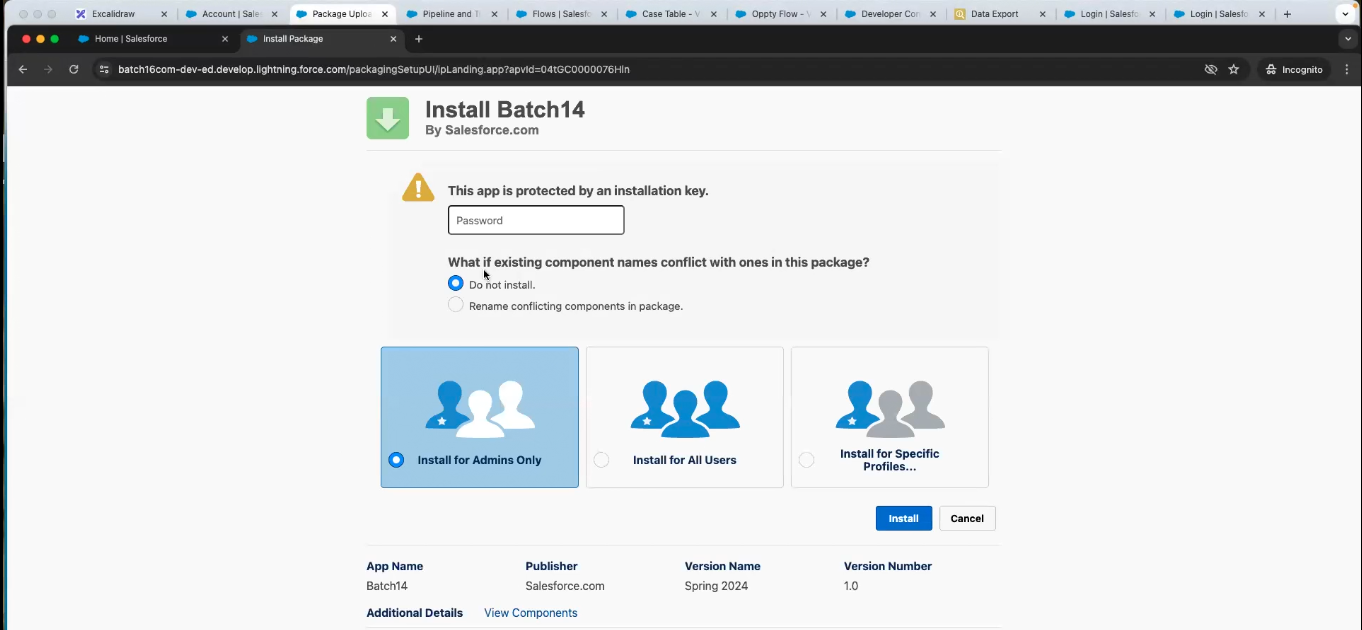 Excalidraw
Account | Sales
Package Uploa
Pipeline and T
Flows | Salesf
Case Table - V
Oppty Flow - V
Developer Con
Data Export
Login | Salesfo
Login | Salesfo
Home | Salesforce
Install Package
batch16com-dev-ed.develop.lightning.force.com/packagingSetupUI/ipLanding.app?apvId=04tGC0000076Hln
Incognito
Install Batch14
By Salesforce.com
This app is protected by an installation key.
Password
What if existing component names conflict with ones in this package?
Do not install.
Rename conflicting components in package.
Install for Admins Only
Install for All Users
Install for Specific
Profiles...
Install
Cancel
App Name
Publisher
Version Name
Version Number
Batch14
Salesforce.com
Spring 2024
1.0
Additional Details
View Components